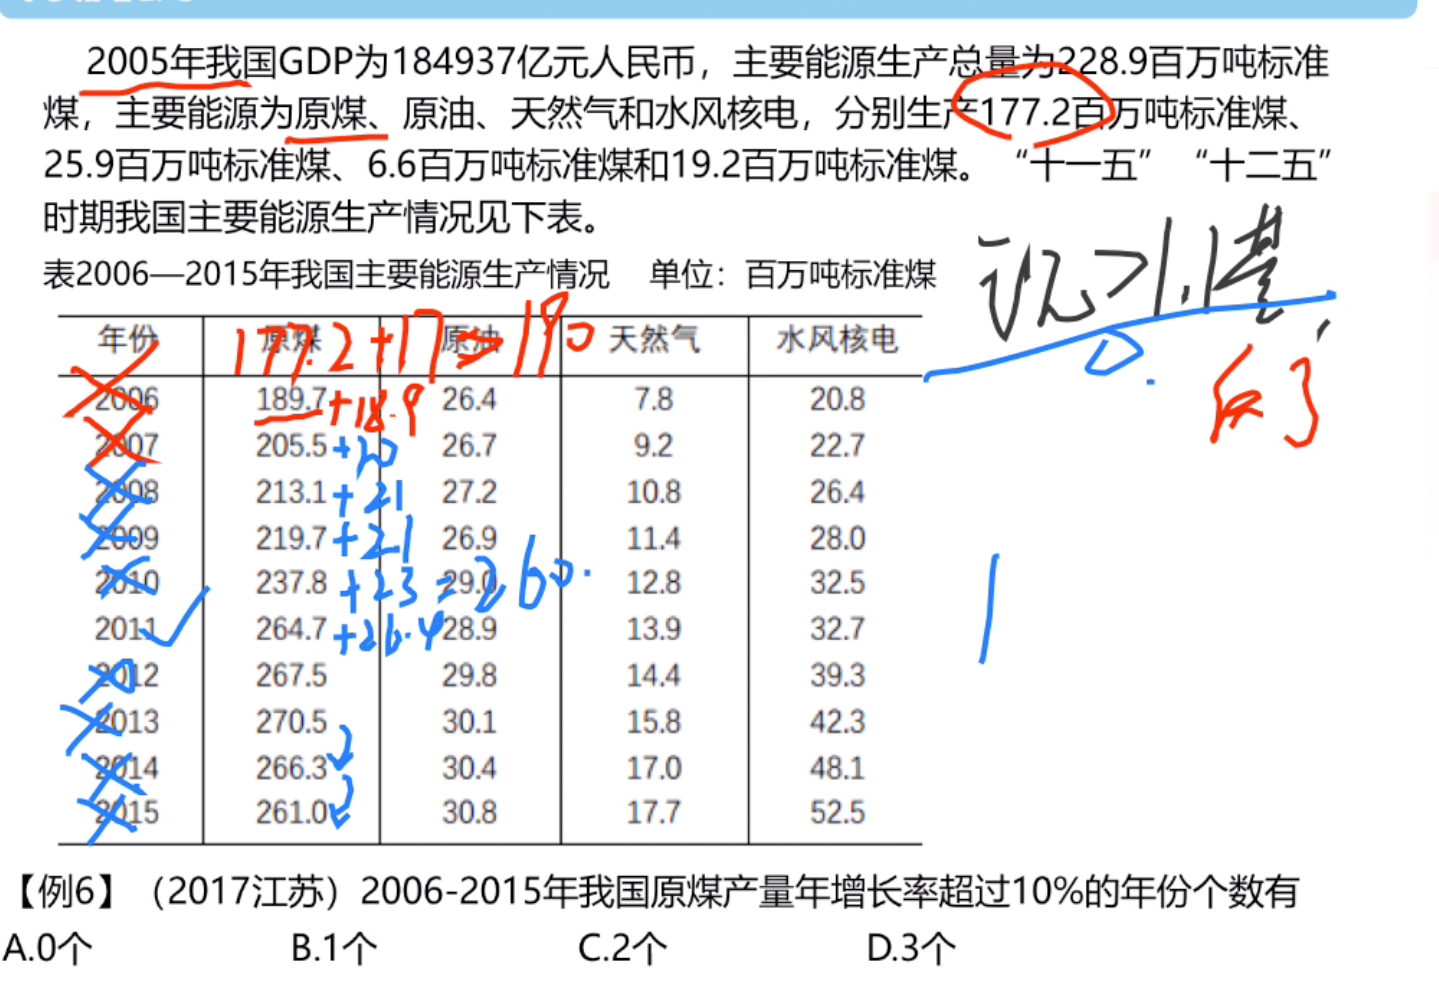 2005年我国GDP为184937亿元人民币，主要能源生产总量为228.9百万吨标准
煤，主要能源为原煤、原油、天然气和水风核电，分别生产177.2百万吨标准煤、
25.9百万吨标准煤、6.6百万吨标准煤和19.2百万吨标准煤。“十一五”“十二五”
时期我国主要能源生产情况见下表。
表2006—2015年我国主要能源生产情况 单位：百万吨标准煤
现>1.1基
年份 原煤 原油 天然气 水风核电
177.2+17=190
2006 189.7 26.4 7.8 20.8
+18.9
2007 205.5 26.7 9.2 22.7
+20
2008 213.1 27.2 10.8 26.4
+21
2009 219.7 26.9 11.4 28.0
+21
2010 237.8 29.0 12.8 32.5
+23=260
2011 264.7 28.9 13.9 32.7
+26.4
2012 267.5 29.8 14.4 39.3
2013 270.5 30.1 15.8 42.3
2014 266.3 30.4 17.0 48.1
2015 261.0 30.8 17.7 52.5
【例6】（2017江苏）2006-2015年我国原煤产量年增长率超过10%的年份个数有
A.0个 B.1个 C.2个 D.3个